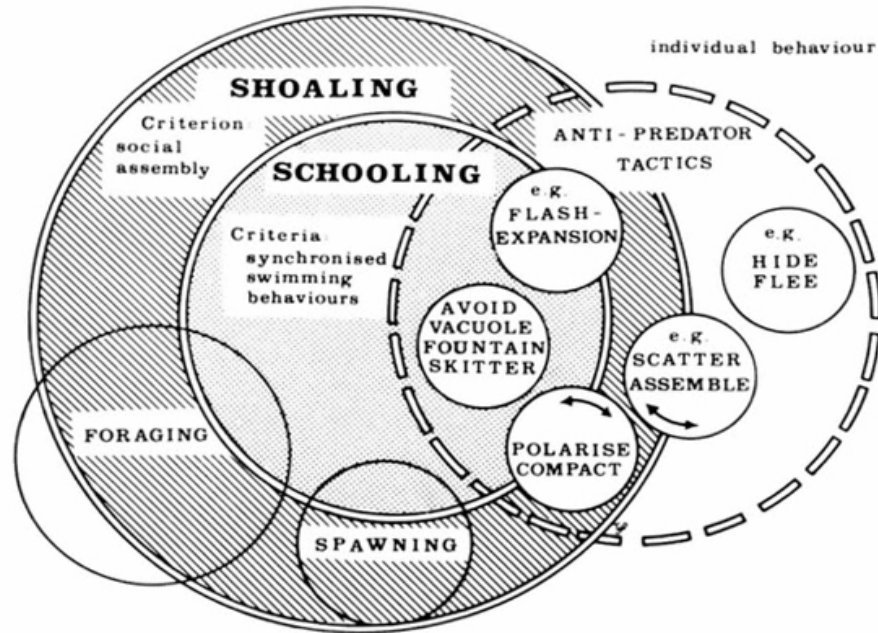 individual behaviour
SHOALING
Criterion:
social
assembly
ANTI-PREDATOR
TACTICS
SCHOOLING
e.g.
FLASH-
EXPANSION
Criteria:
synchronised
swimming
behaviours
e.g.
HIDE
FLEE
AVOID
VACUOLE
FOUNTAIN
SKITTER
e.g.
SCATTER
ASSEMBLE
FORAGING
POLARISE
COMPACT
SPAWNING